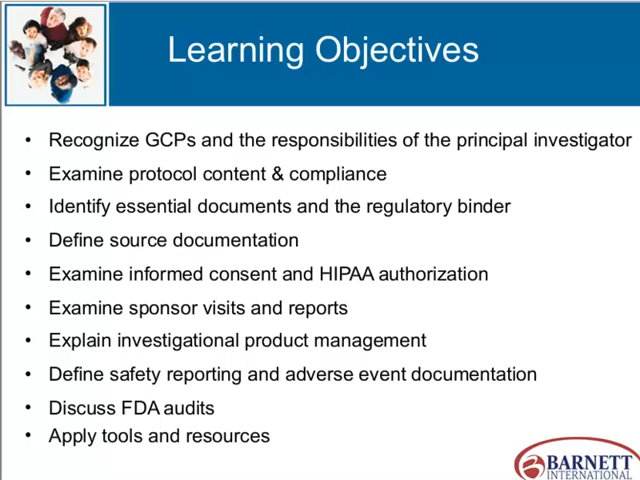 Learning Objectives
• Recognize GCPs and the responsibilities of the principal investigator
• Examine protocol content & compliance
• Identify essential documents and the regulatory binder
• Define source documentation
• Examine informed consent and HIPAA authorization
• Examine sponsor visits and reports
• Explain investigational product management
• Define safety reporting and adverse event documentation
• Discuss FDA audits
• Apply tools and resources
BARNETT
INTERNATIONAL